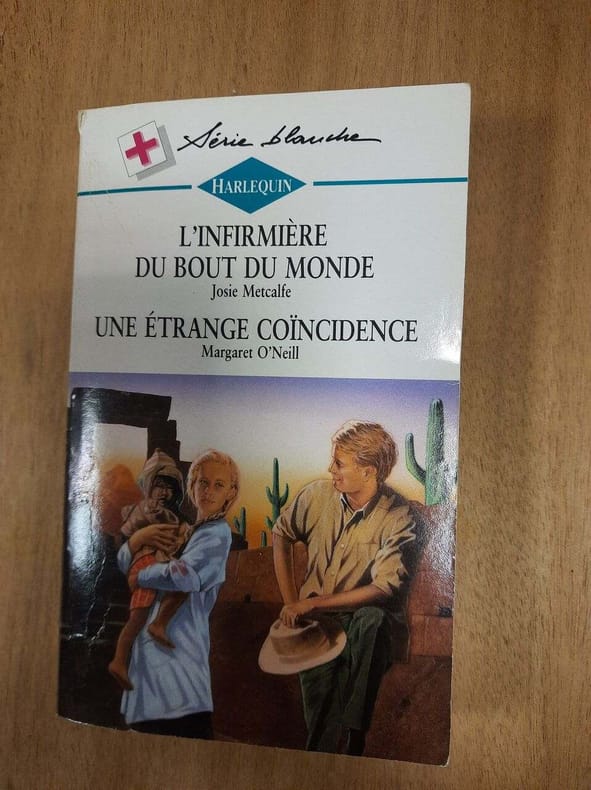 Série blanche
HARLEQUIN
L'INFIRMIÈRE
DU BOUT DU MONDE
Josie Metcalfe
UNE ÉTRANGE COÏNCIDENCE
Margaret O'Neill